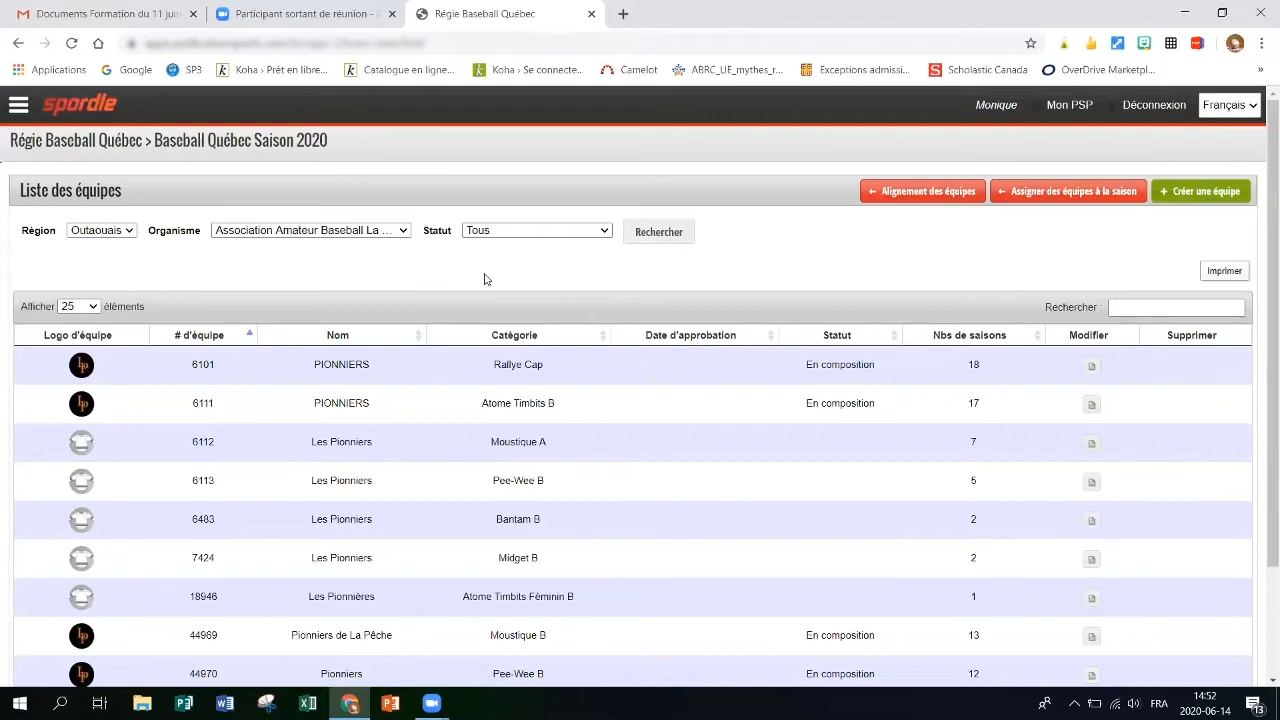 Documents Formation du 11 juin
Participant sortant de réunion -
Régie Baseball Québec
Applications
Google
SP3
Koha › Prêt en libre...
Catalogue en ligne...
Koha › Se connecte...
Camelot
ABRC_UE_mythes_r...
Exceptions admissi...
Scholastic Canada
OverDrive Marketpl...
»
spordle
Monique Mon PSP Déconnexion Français
Régie Baseball Québec > Baseball Québec Saison 2020
Liste des équipes
← Alignement des équipes ← Assigner des équipes à la saison + Créer une équipe
Région Outaouais Organisme Association Amateur Baseball La ... Statut Tous Rechercher
Imprimer
Afficher 25 éléments Rechercher :
Logo d'équipe # d'équipe Nom Catégorie Date d'approbation Statut Nbs de saisons Modifier Supprimer
LP 6101 PIONNIERS Rallye Cap En composition 18
LP 6111 PIONNIERS Atome Timbits B En composition 17
6112 Les Pionniers Moustique A 7
6113 Les Pionniers Pee-Wee B 5
6483 Les Pionniers Bantam B 2
7424 Les Pionniers Midget B 2
18946 Les Pionnières Atome Timbits Féminin B 1
LP 44969 Pionniers de La Pêche Moustique B En composition 13
LP 44970 Pionniers Pee-Wee B En composition 12
FRA
14:52
2020-06-14
13